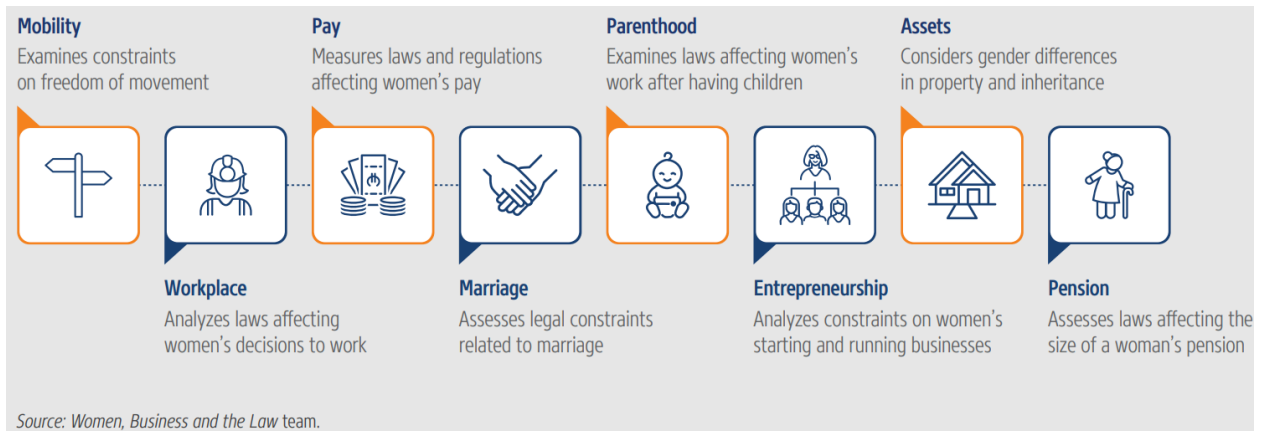 Mobility
Examines constraints
on freedom of movement
Pay
Measures laws and regulations
affecting women's pay
Parenthood
Examines laws affecting women's
work after having children
Assets
Considers gender differences
in property and inheritance
Workplace
Analyzes laws affecting
women's decisions to work
Marriage
Assesses legal constraints
related to marriage
Entrepreneurship
Analyzes constraints on women's
starting and running businesses
Pension
Assesses laws affecting the
size of a woman's pension
Source: Women, Business and the Law team.